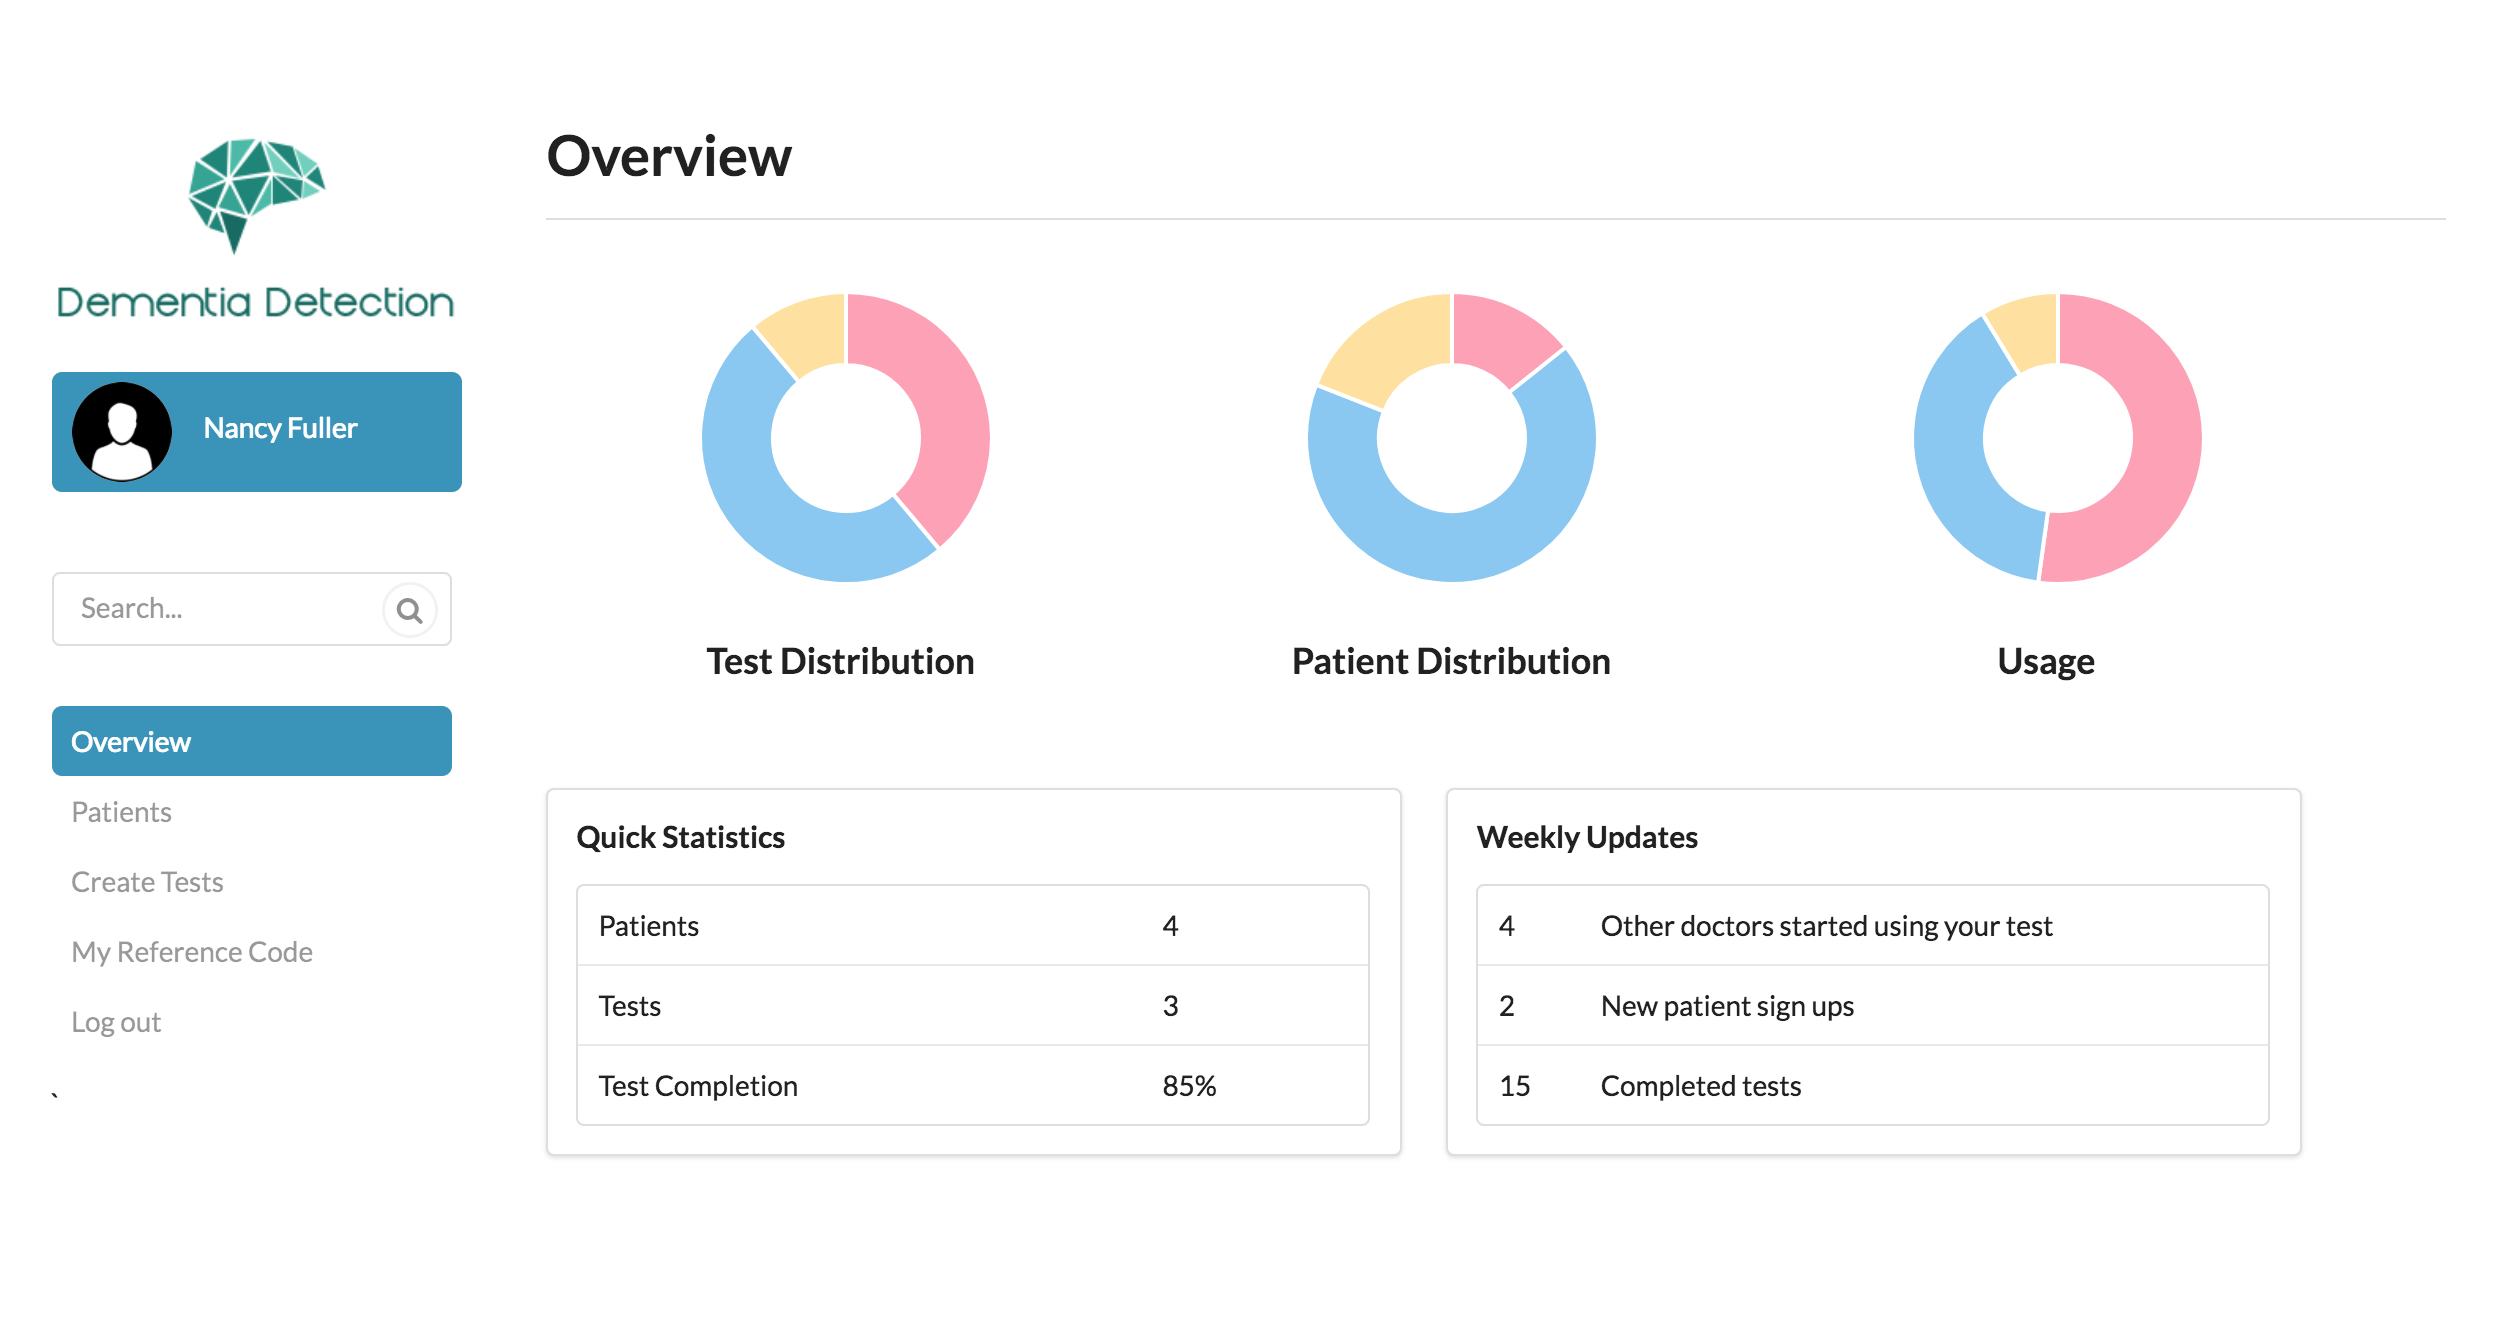 Dementia Detection
Nancy Fuller
Search...
Overview
Patients
Create Tests
My Reference Code
Log out
`
Overview
Test Distribution
Patient Distribution
Usage
Quick Statistics
Patients 4
Tests 3
Test Completion 85%
Weekly Updates
4 Other doctors started using your test
2 New patient sign ups
15 Completed tests